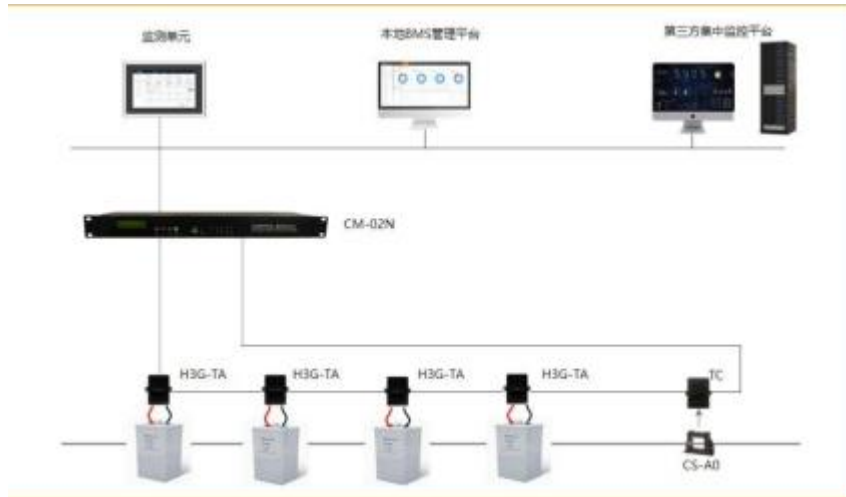 监测单元
本地BMS管理平台
第三方集中监控平台
CM-02N
H3G-TA
H3G-TA
H3G-TA
H3G-TA
TC
CS-A0